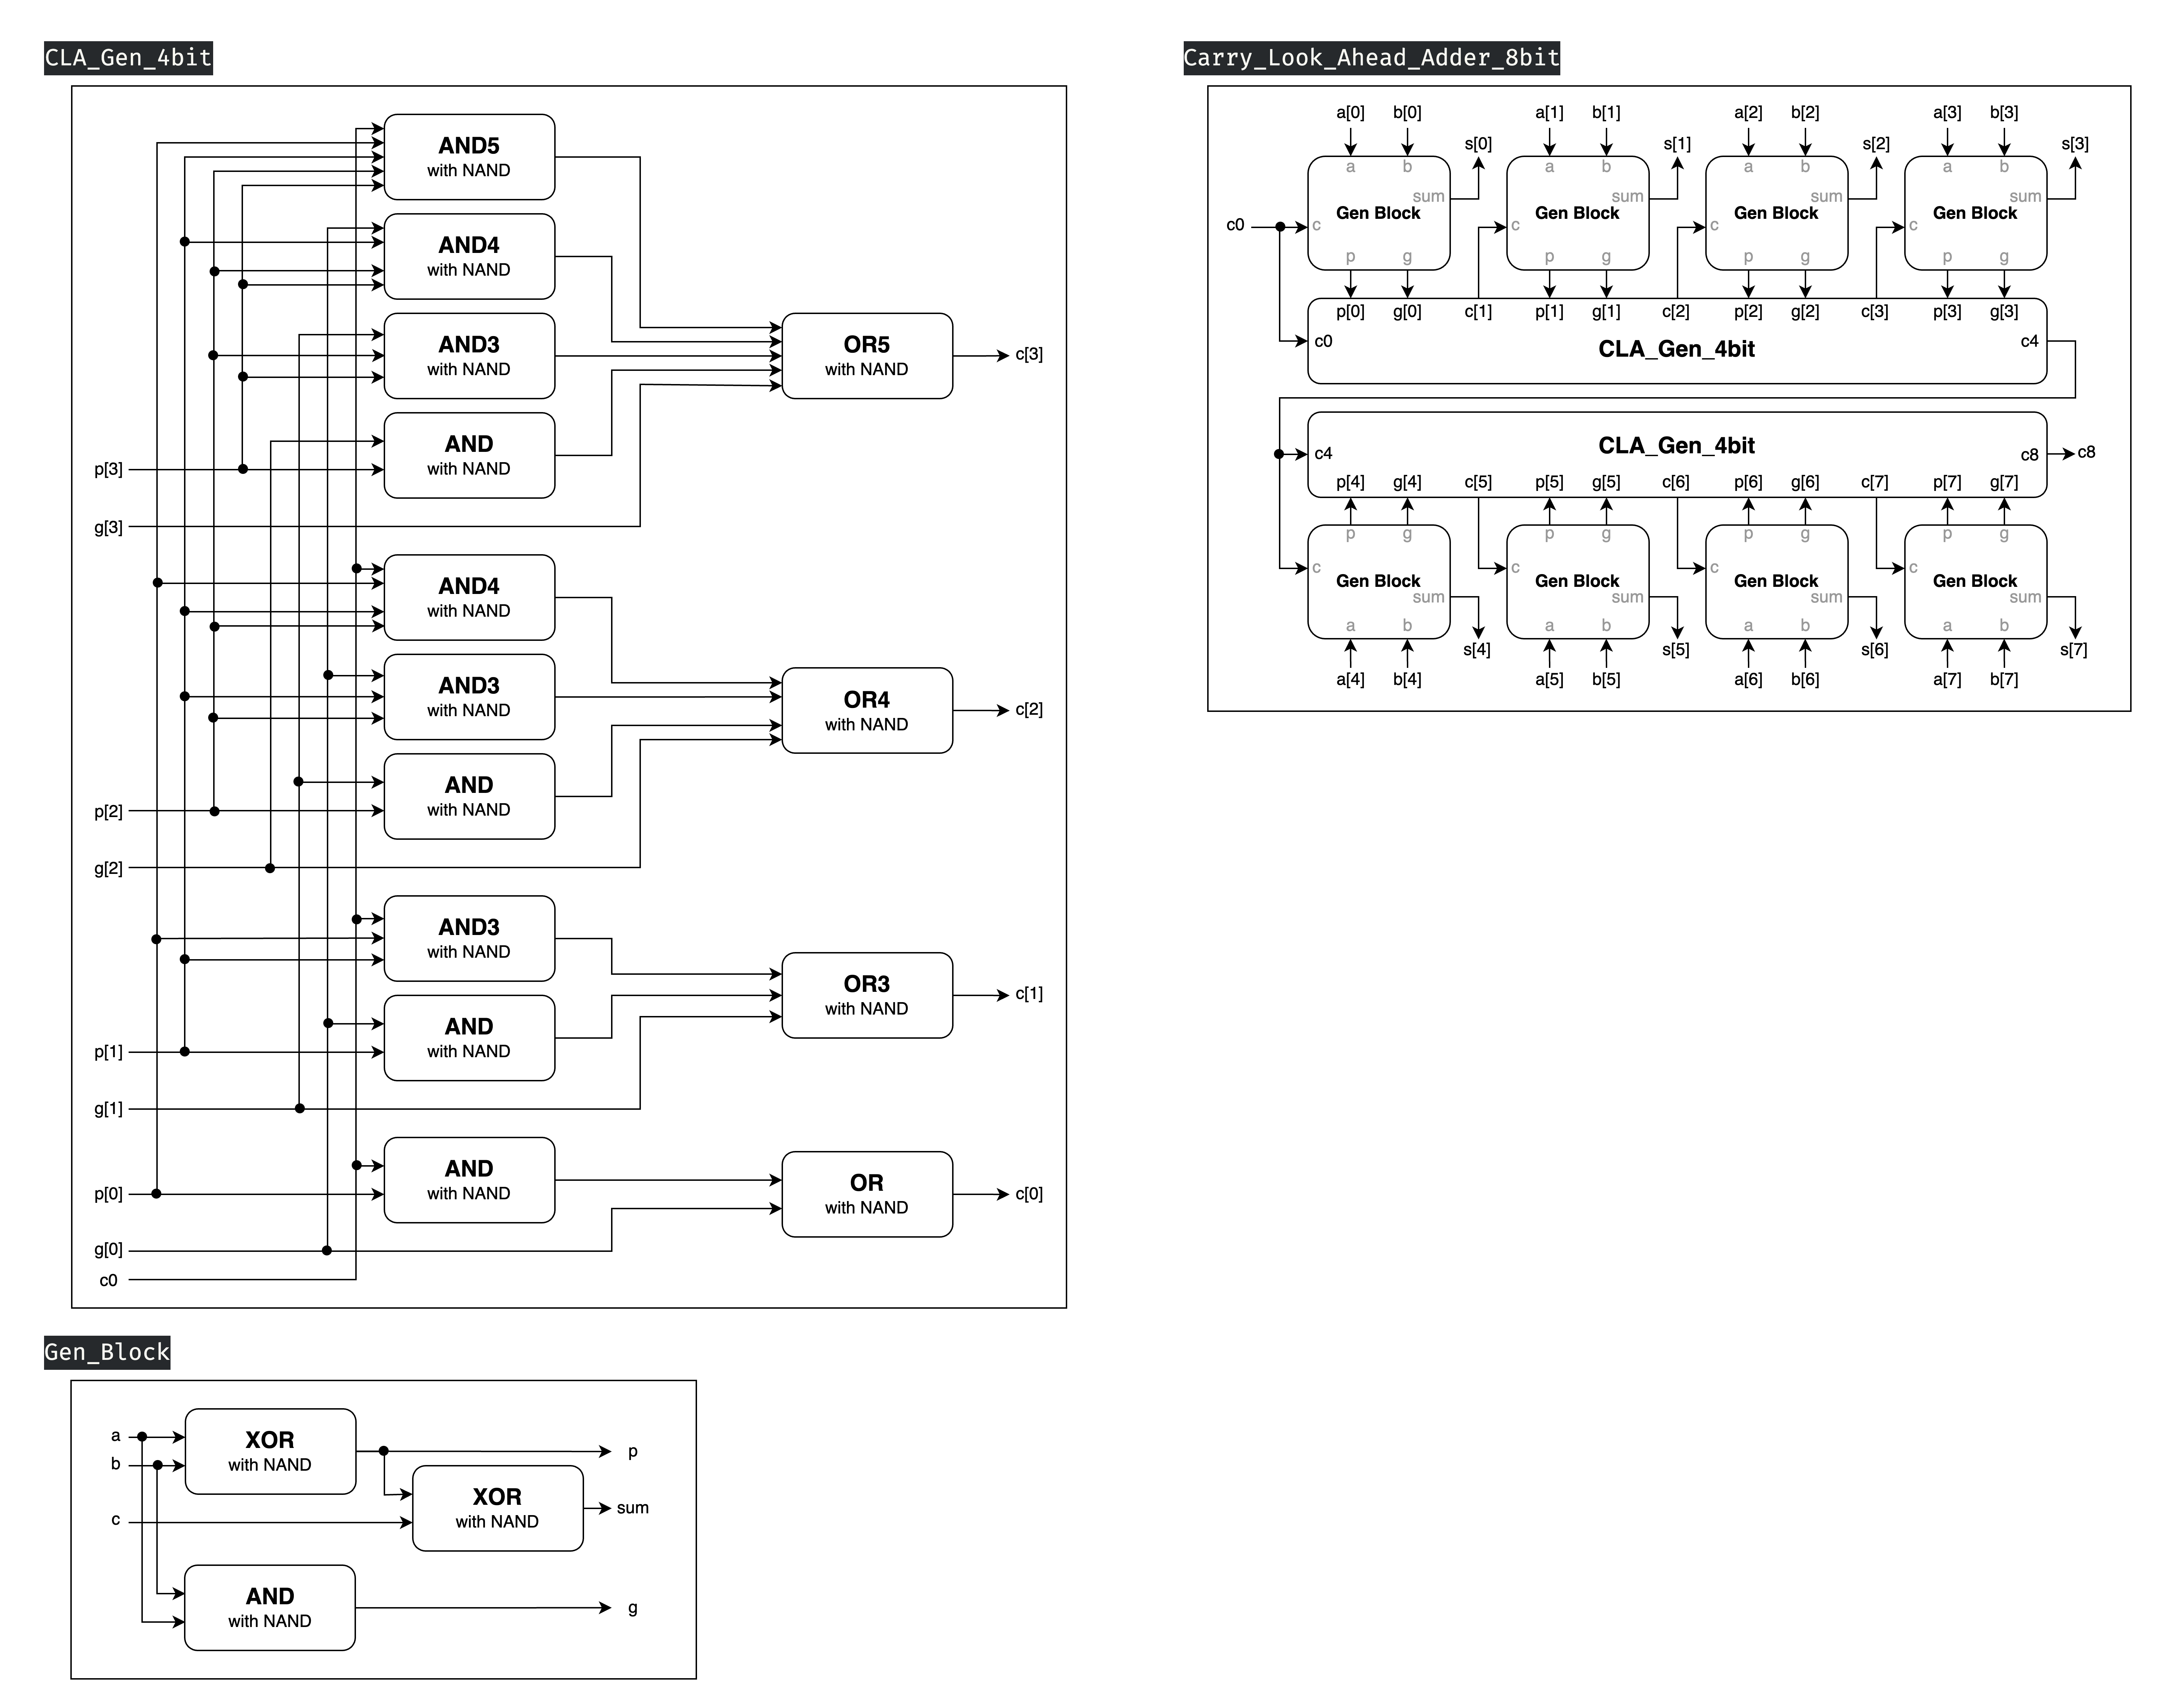 CLA_Gen_4bit
AND5
with NAND
AND4
with NAND
AND3
with NAND
OR5
with NAND
c[3]
AND
with NAND
p[3]
g[3]
AND4
with NAND
AND3
with NAND
OR4
with NAND
c[2]
AND
with NAND
p[2]
g[2]
AND3
with NAND
OR3
with NAND
c[1]
AND
with NAND
p[1]
g[1]
AND
with NAND
OR
with NAND
p[0]
c[0]
g[0]
c0
Carry_Look_Ahead_Adder_8bit
a[0] b[0] a[1] b[1] a[2] b[2] a[3] b[3]
s[0] s[1] s[2] s[3]
a b a b a b a b
sum sum sum sum
Gen Block Gen Block Gen Block Gen Block
c0 c c c c
p g p g p g p g
p[0] g[0] c[1] p[1] g[1] c[2] p[2] g[2] c[3] p[3] g[3]
c0 CLA_Gen_4bit c4
CLA_Gen_4bit
c4 c8 c8
p[4] g[4] c[5] p[5] g[5] c[6] p[6] g[6] c[7] p[7] g[7]
p g p g p g p g
c c c c
Gen Block Gen Block Gen Block Gen Block
sum sum sum sum
a b a b a b a b
s[4] s[5] s[6] s[7]
a[4] b[4] a[5] b[5] a[6] b[6] a[7] b[7]
Gen_Block
a
b
c
XOR
with NAND
p
XOR
with NAND
sum
AND
with NAND
g